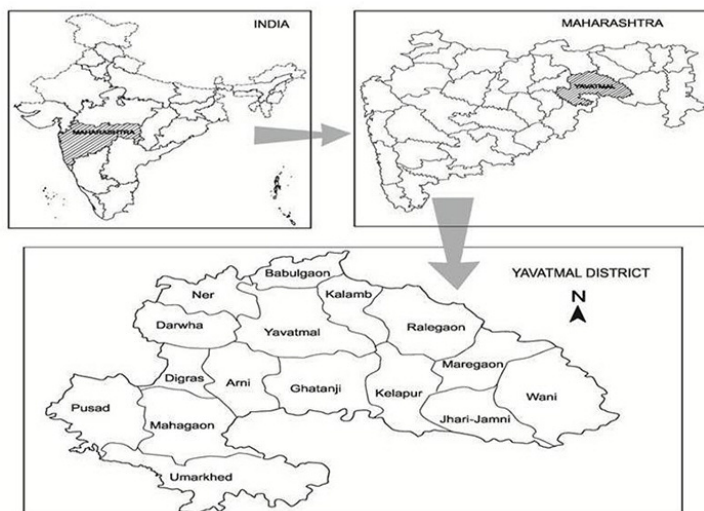 INDIA
MAHARASHTRA
MAHARASHTRA
YAVATMAL
YAVATMAL DISTRICT
N
Babulgaon
Ner
Kalamb
Darwha
Yavatmal
Ralegaon
Maregaon
Digras
Arni
Ghatanji
Kelapur
Wani
Pusad
Mahagaon
Jhari-Jamni
Umarkhed